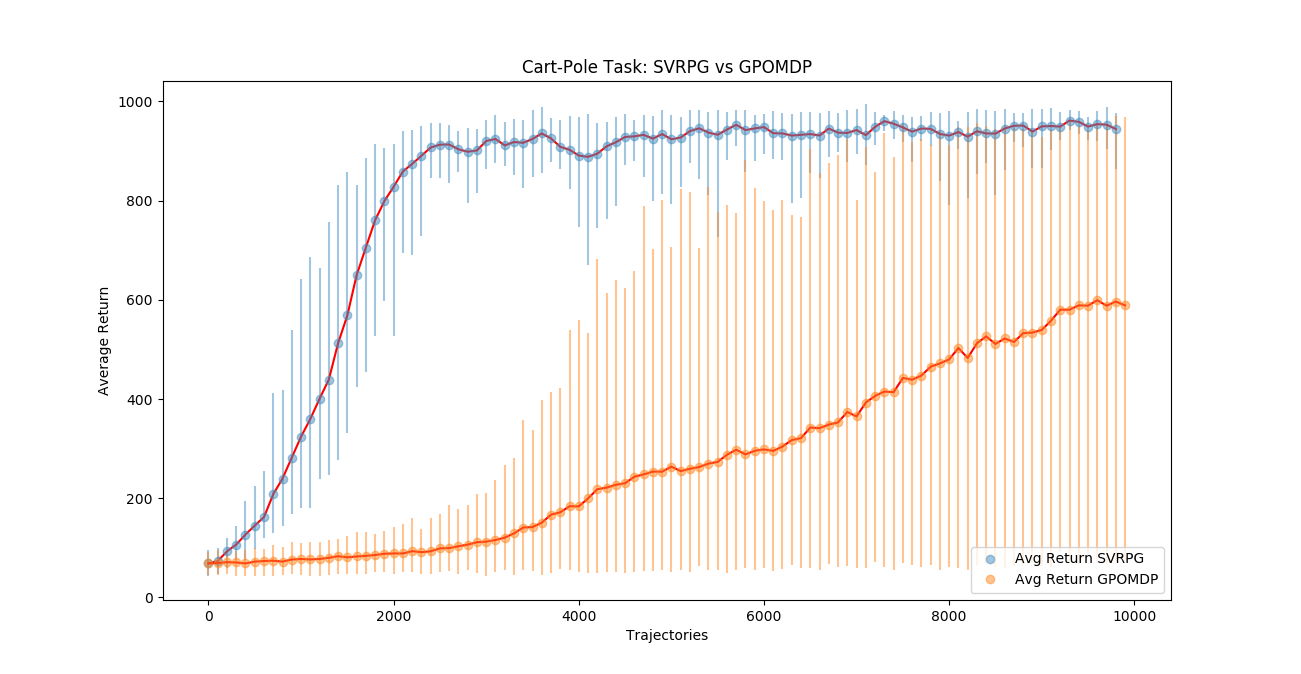 Cart-Pole Task: SVRPG vs GPOMDP
1000
800
600
400
200
0
Average Return
0 2000 4000 6000 8000 10000
Trajectories
Avg Return SVRPG
Avg Return GPOMDP